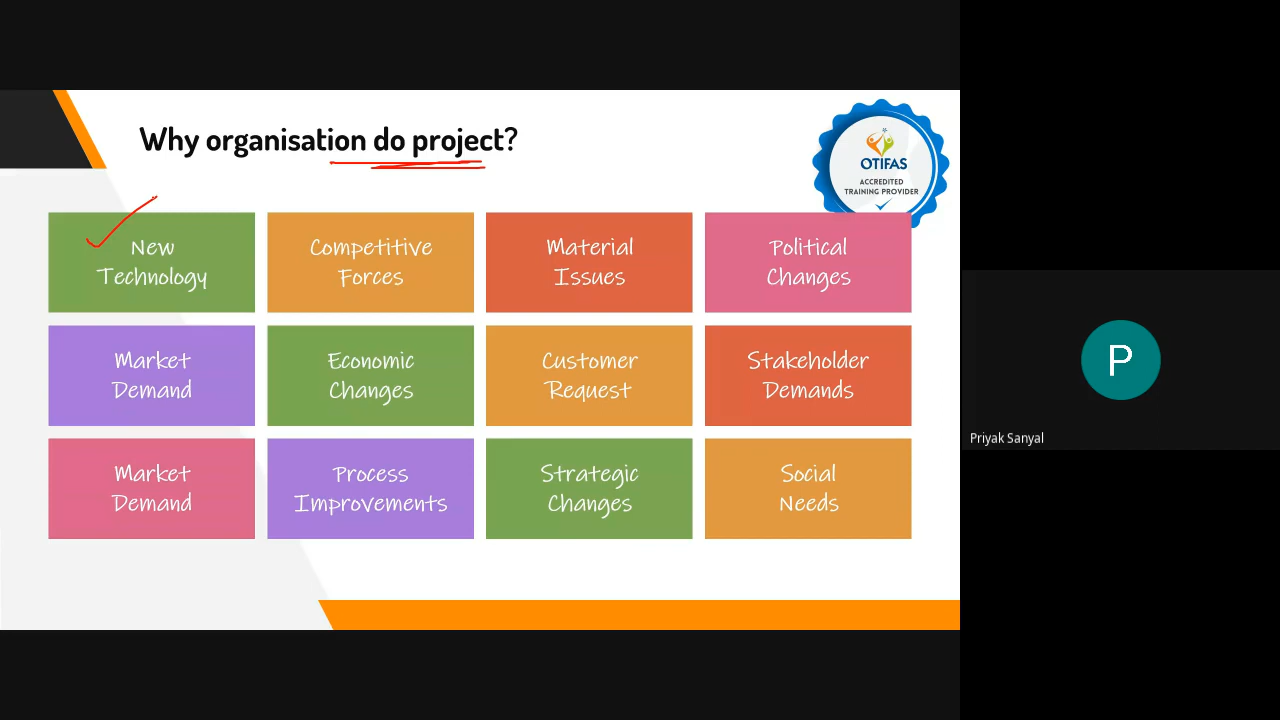 Why organisation do project?
OTIFAS
ACCREDITED
TRAINING PROVIDER
New
Technology
Competitive
Forces
Material
Issues
Political
Changes
Market
Demand
Economic
Changes
Customer
Request
Stakeholder
Demands
Market
Demand
Process
Improvements
Strategic
Changes
Social
Needs
P
Priyak Sanyal